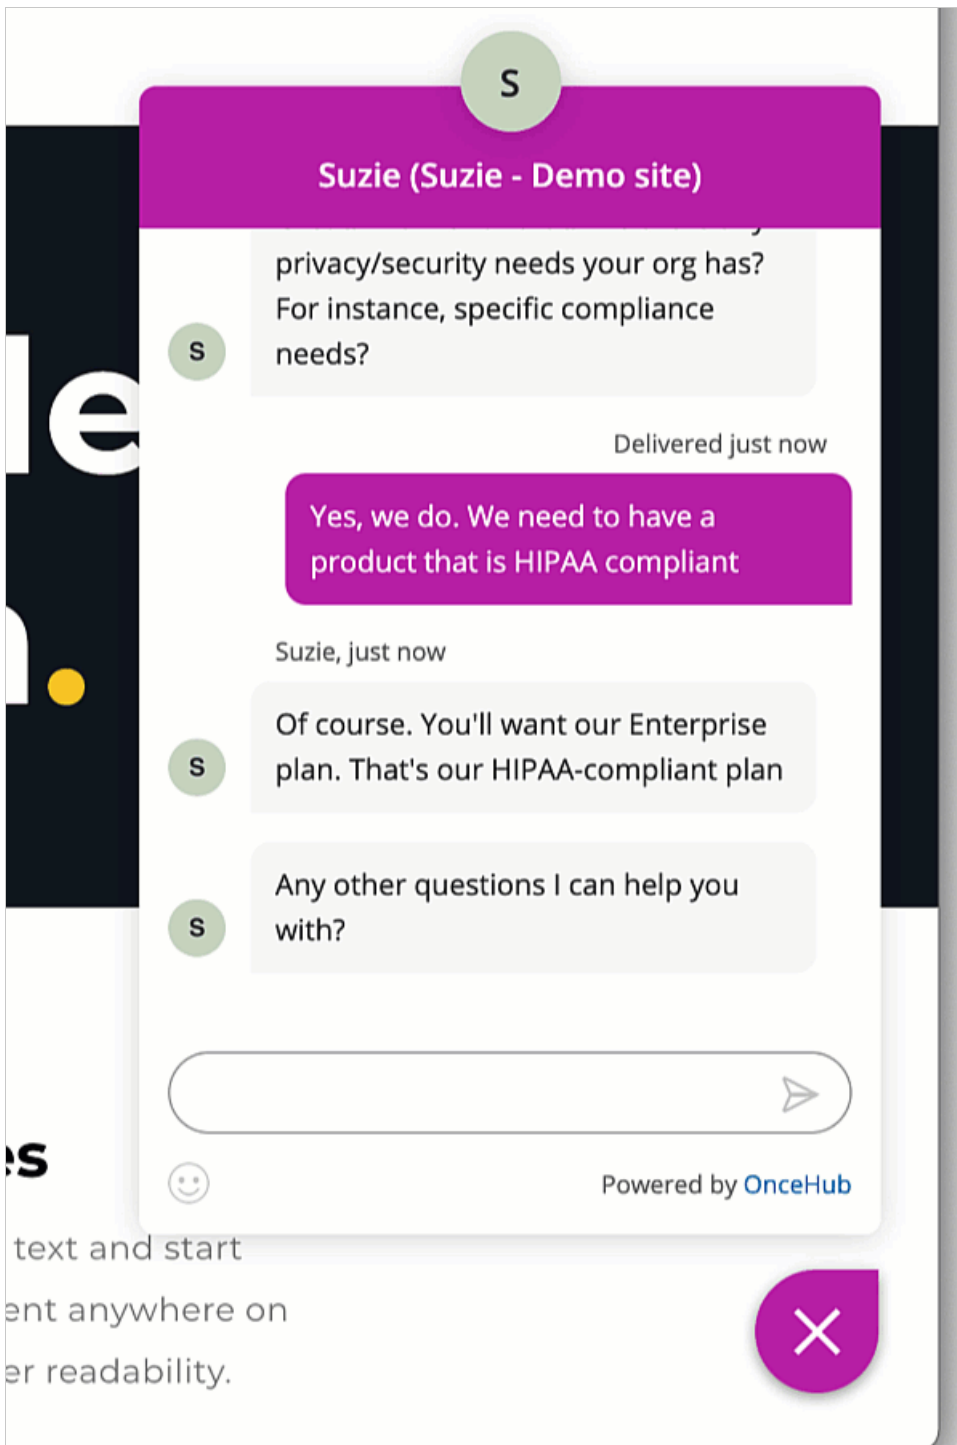 S
Suzie (Suzie - Demo site)
privacy/security needs your org has?
For instance, specific compliance
needs?
S
Delivered just now
Yes, we do. We need to have a
product that is HIPAA compliant
Suzie, just now
Of course. You'll want our Enterprise
plan. That's our HIPAA-compliant plan
S
Any other questions I can help you
with?
S
Powered by OnceHub
text and start
anywhere on
readability.